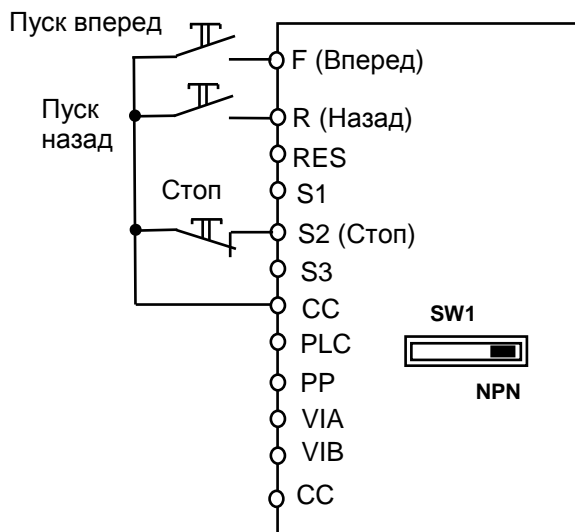 Пуск вперед
F (Вперед)
Пуск
назад
R (Назад)
RES
Стоп
S1
S2 (Стоп)
S3
CC
SW1
PLC
PP
NPN
VIA
VIB
CC